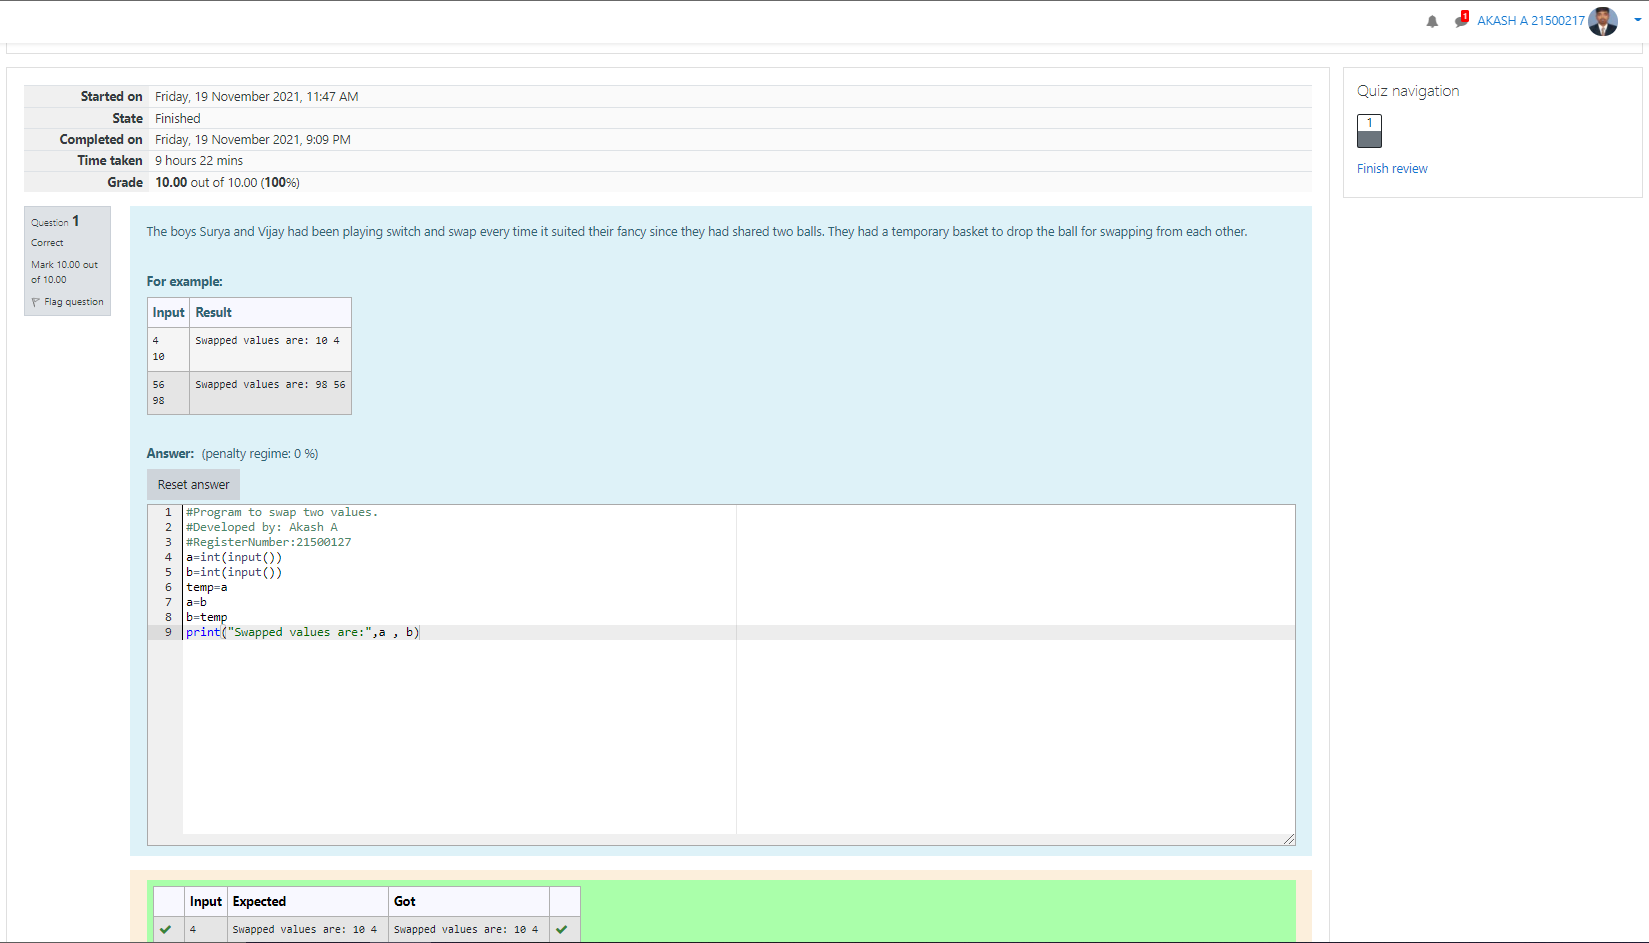 1
AKASH A 21500217
Started on Friday, 19 November 2021, 11:47 AM
State Finished
Completed on Friday, 19 November 2021, 9:09 PM
Time taken 9 hours 22 mins
Grade 10.00 out of 10.00 (100%)
Quiz navigation
1
Finish review
Question 1
Correct
Mark 10.00 out
of 10.00
Flag question
The boys Surya and Vijay had been playing switch and swap every time it suited their fancy since they had shared two balls. They had a temporary basket to drop the ball for swapping from each other.
For example:
Input Result
4 Swapped values are: 10 4
10
56 Swapped values are: 98 56
98
Answer: (penalty regime: 0 %)
Reset answer
1 #Program to swap two values.
2 #Developed by: Akash A
3 #RegisterNumber:21500127
4 a=int(input())
5 b=int(input())
6 temp=a
7 a=b
8 b=temp
9 print("Swapped values are:",a , b)
Input Expected Got
4 Swapped values are: 10 4 Swapped values are: 10 4